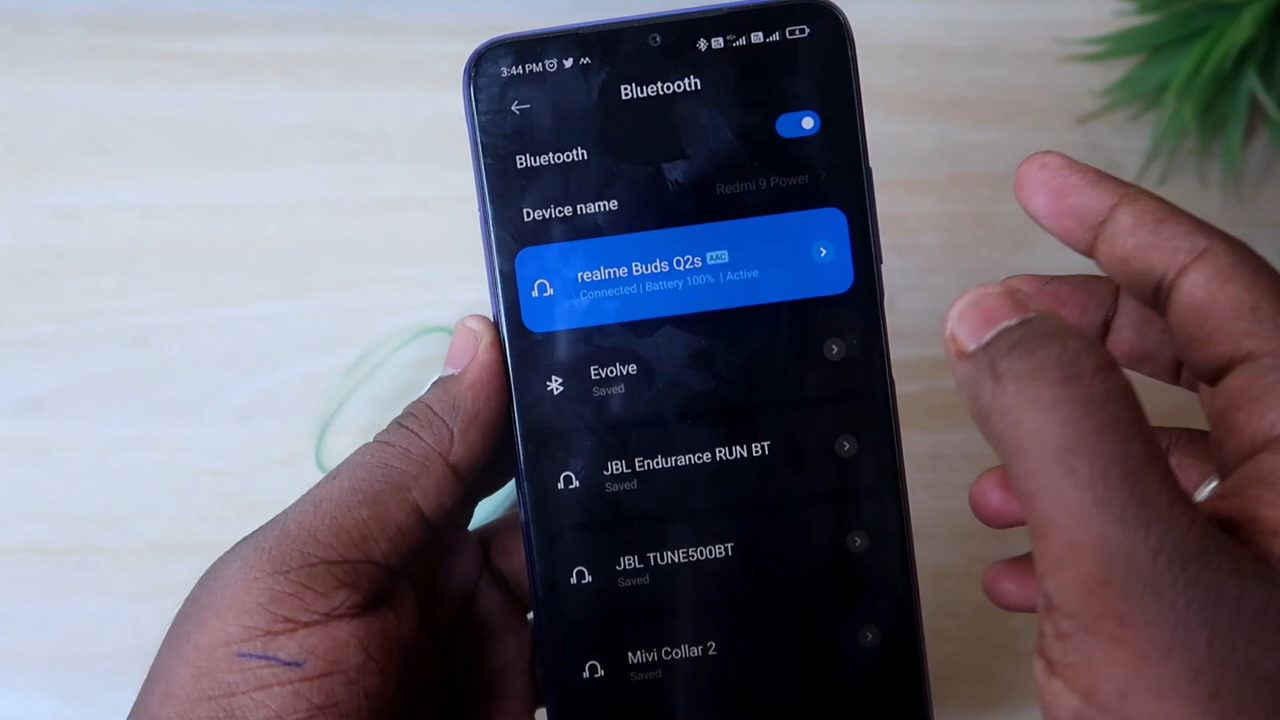 3:44 PM
4
Bluetooth
Bluetooth
Device name
Redmi 9 Power
realme Buds Q2s AAC
Connected | Battery 100% | Active
Evolve
Saved
JBL Endurance RUN BT
Saved
JBL TUNE500BT
Saved
Mivi Collar 2
Saved